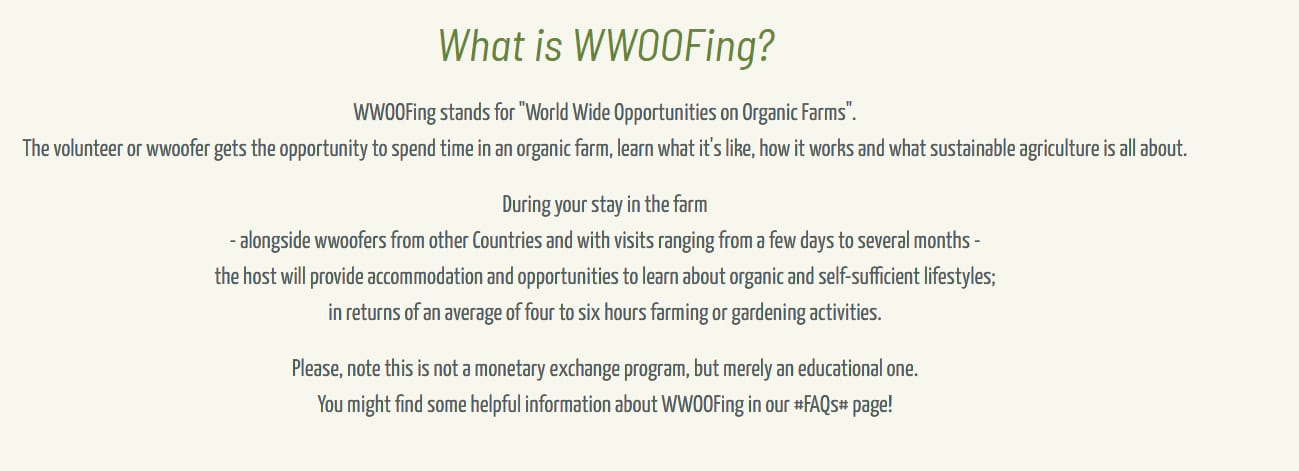 What is WWOOFing?
WWOOFing stands for "World Wide Opportunities on Organic Farms".
The volunteer or wwoofer gets the opportunity to spend time in an organic farm, learn what it's like, how it works and what sustainable agriculture is all about.
During your stay in the farm
- alongside wwoofers from other Countries and with visits ranging from a few days to several months -
the host will provide accommodation and opportunities to learn about organic and self-sufficient lifestyles;
in returns of an average of four to six hours farming or gardening activities.
Please, note this is not a monetary exchange program, but merely an educational one.
You might find some helpful information about WWOOFing in our #FAQs# page!